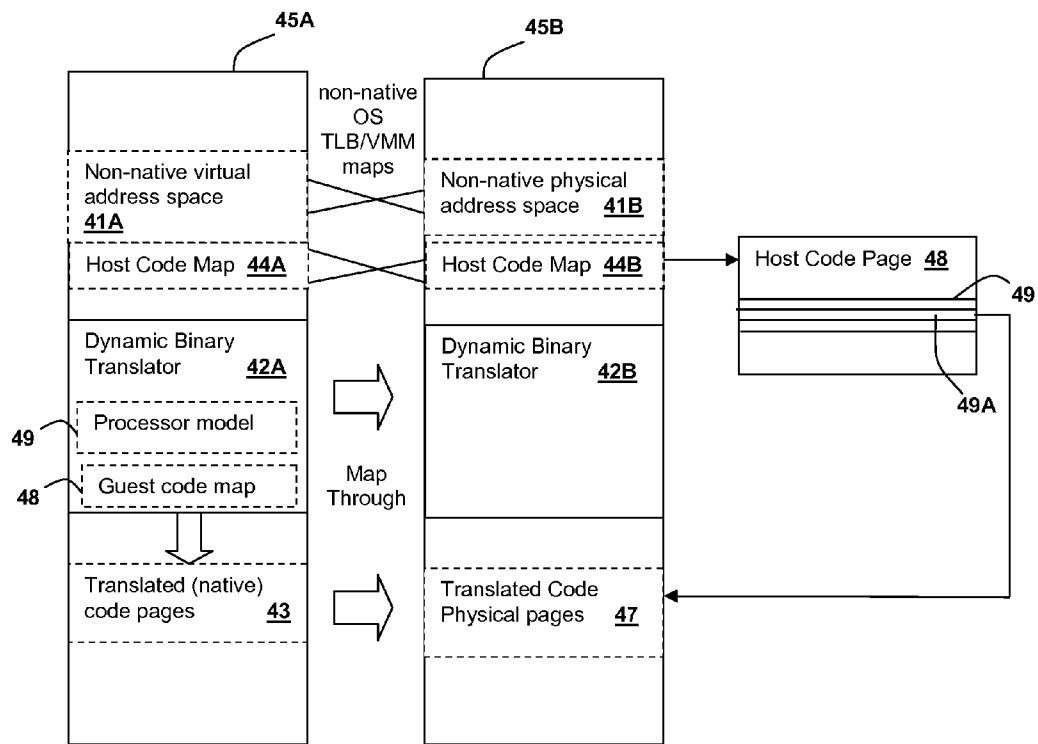 45A
45B
non-native
OS
TLB/VMM
maps
Non-native virtual
address space
41A
Non-native physical
address space 41B
Host Code Map 44A
Host Code Map 44B
Host Code Page 48
49
49A
Dynamic Binary
Translator 42A
Dynamic Binary
Translator 42B
Processor model
49
Guest code map
48
Map
Through
Translated (native)
code pages 43
Translated Code
Physical pages 47